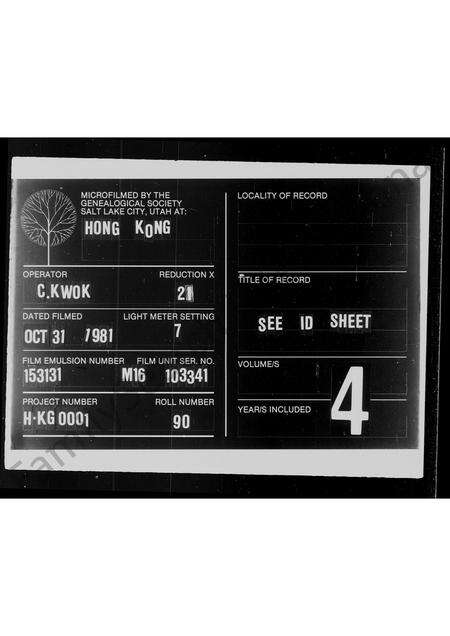 MICROFILMED BY THE
GENEALOGICAL SOCIETY
SALT LAKE CITY, UTAH AT:
HONG KONG
OPERATOR REDUCTION X
C.KWOK 21
DATED FILMED LIGHT METER SETTING
OCT 31 1981 7
FILM EMULSION NUMBER FILM UNIT SER. NO.
153131 M16 103341
PROJECT NUMBER ROLL NUMBER
H-KG 0001 90
LOCALITY OF RECORD
TITLE OF RECORD
SEE ID SHEET
VOLUME/S
4
YEAR/S INCLUDED